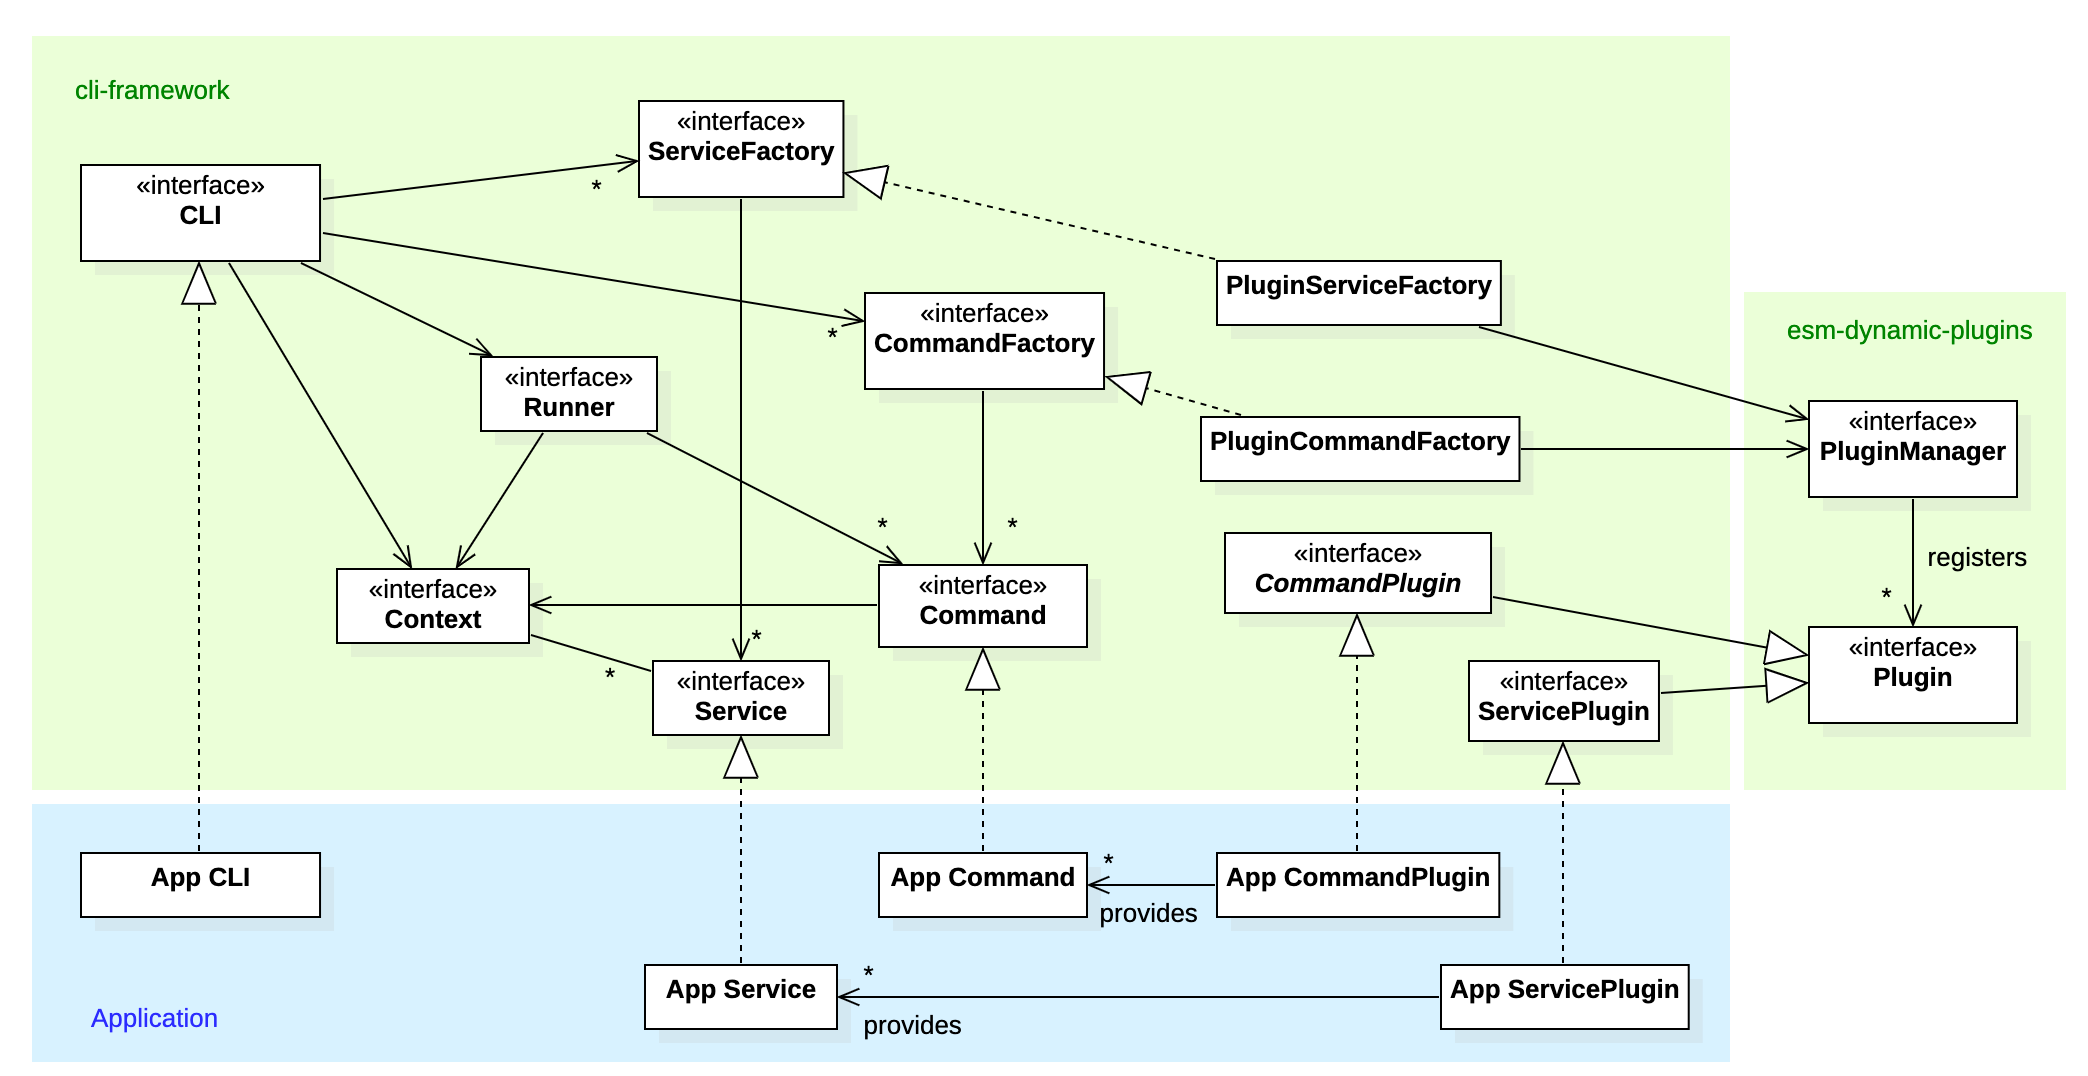 cli-framework
«interface»
ServiceFactory
«interface»
CLI
*
PluginServiceFactory
«interface»
CommandFactory
*
esm-dynamic-plugins
«interface»
Runner
«interface»
PluginManager
PluginCommandFactory
*
*
«interface»
CommandPlugin
registers
*
«interface»
Context
«interface»
Command
*
*
«interface»
Service
«interface»
ServicePlugin
«interface»
Plugin
App CLI
App Command
*
provides
App CommandPlugin
App Service
*
provides
App ServicePlugin
Application